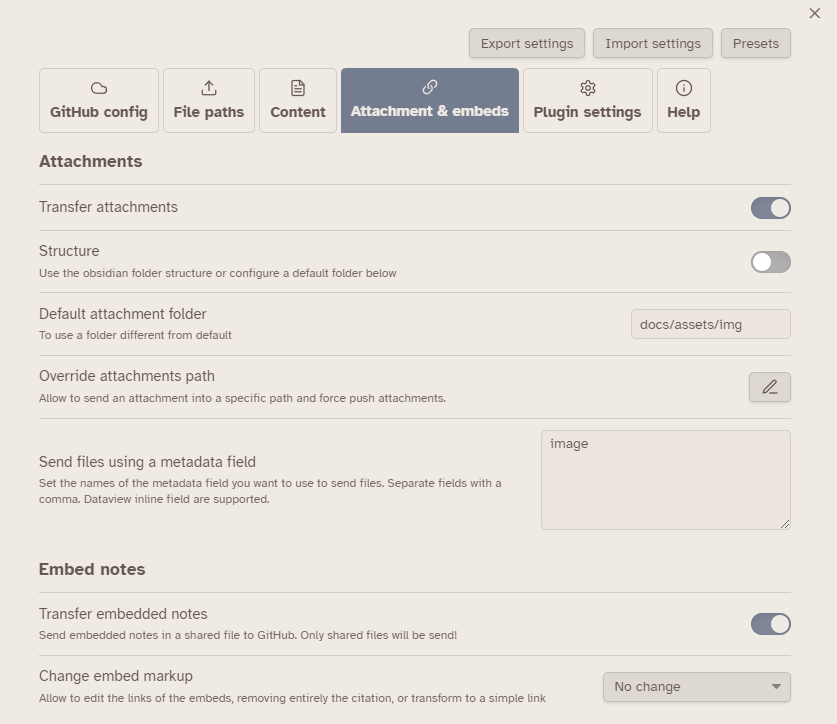 Export settings
Import settings
Presets
GitHub config
File paths
Content
Attachment & embeds
Plugin settings
Help
Attachments
Transfer attachments
Structure
Use the obsidian folder structure or configure a default folder below
Default attachment folder
To use a folder different from default
docs/assets/img
Override attachments path
Allow to send an attachment into a specific path and force push attachments.
Send files using a metadata field
Set the names of the metadata field you want to use to send files. Separate fields with a
comma. Dataview inline field are supported.
image
Embed notes
Transfer embedded notes
Send embedded notes in a shared file to GitHub. Only shared files will be send!
Change embed markup
Allow to edit the links of the embeds, removing entirely the citation, or transform to a simple link
No change